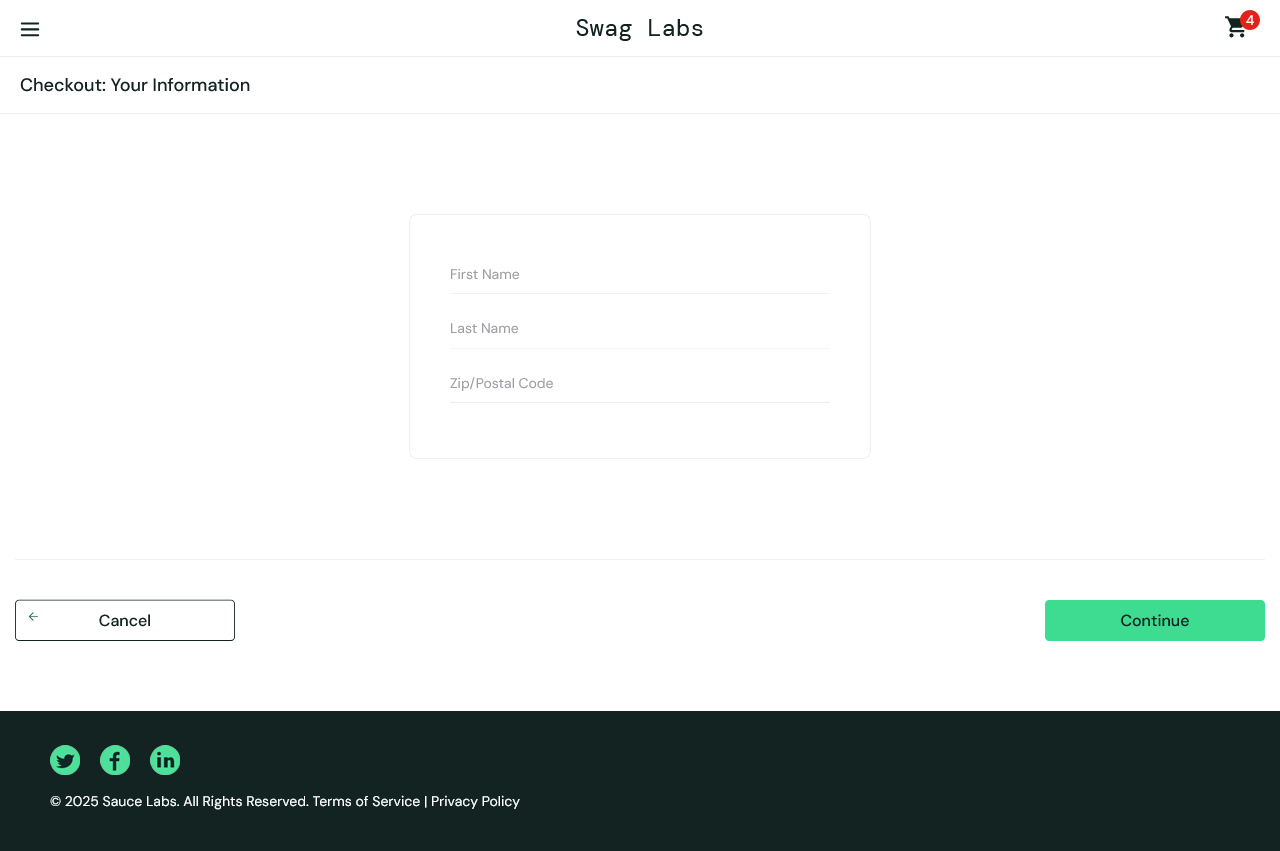 Swag Labs
4
Checkout: Your Information
First Name
Last Name
Zip/Postal Code
Cancel
Continue
© 2025 Sauce Labs. All Rights Reserved. Terms of Service | Privacy Policy